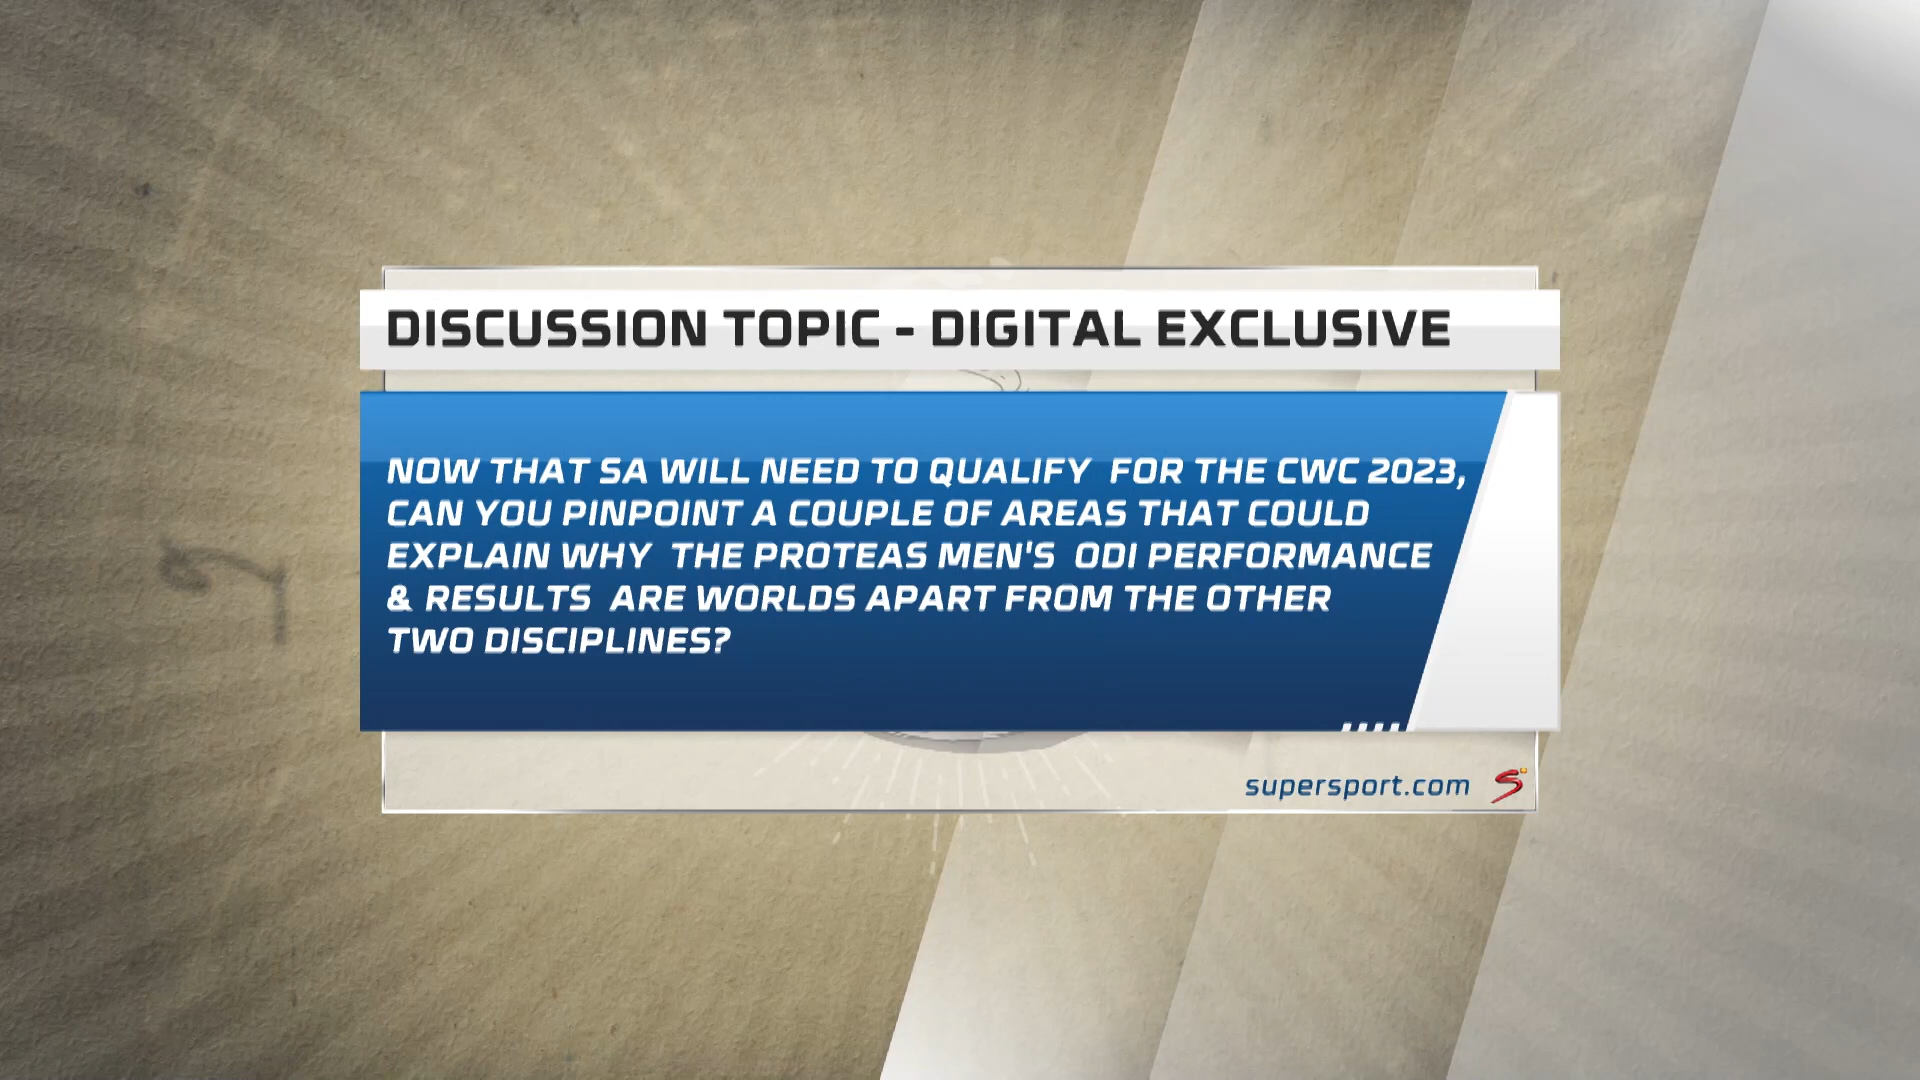 DISCUSSION TOPIC - DIGITAL EXCLUSIVE
NOW THAT SA WILL NEED TO QUALIFY FOR THE CWC 2023,
CAN YOU PINPOINT A COUPLE OF AREAS THAT COULD
EXPLAIN WHY THE PROTEAS MEN'S ODI PERFORMANCE
& RESULTS ARE WORLDS APART FROM THE OTHER
TWO DISCIPLINES?
supersport.com